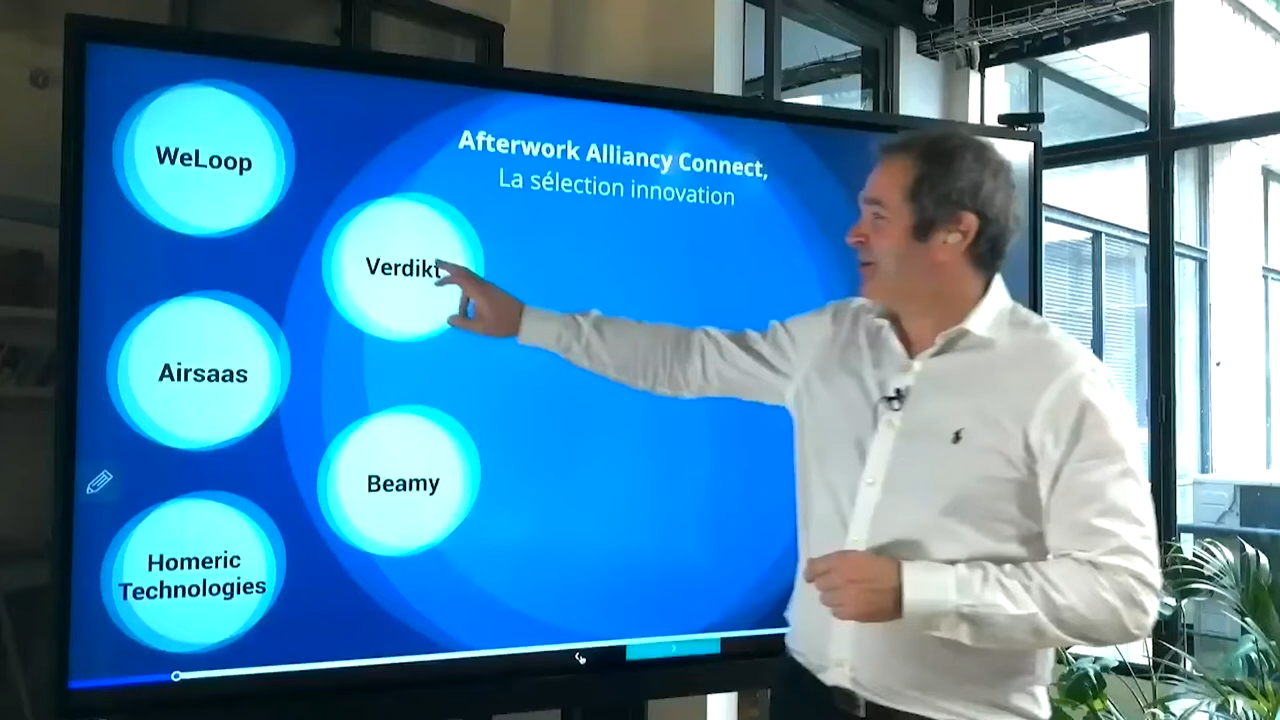 Afterwork Alliancy Connect,
La sélection innovation
WeLoop
Verdikt
Airsaas
Beamy
Homeric
Technologies